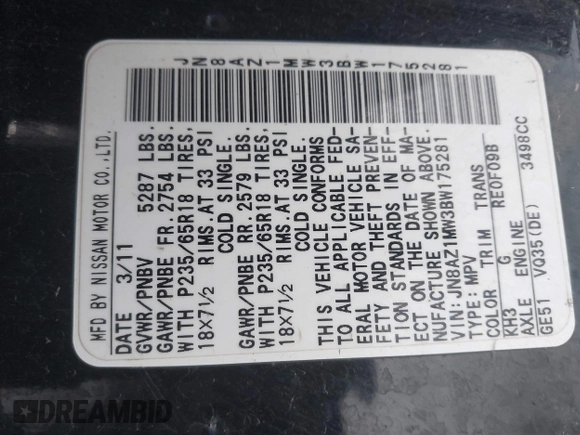 JN8AZ1MW3BW175281
MFD BY NISSAN MOTOR CO.,LTD.
DATE 3/11
GVWR/PNBV 5287 LBS.
GAWR/PNBE FR. 2754 LBS.
WITH P235/65R18 TIRES,
18X7½ RIMS.AT 33 PSI
COLD SINGLE.
GAWR/PNBE RR. 2579 LBS.
WITH P235/65R18 TIRES,
18X7½ RIMS.AT 33 PSI
COLD SINGLE.
THIS VEHICLE CONFORMS
TO ALL APPLICABLE FED-
ERAL MOTOR VEHICLE SA-
FETY AND THEFT PREVEN-
TION STANDARDS IN EFF-
ECT ON THE DATE OF MA-
NUFACTURE SHOWN ABOVE.
VIN:JN8AZ1MW3BW175281
TYPE: MPV
COLOR TRIM TRANS
KH3 G RE0F09B
AXLE ENGINE
GE51 VQ35(DE) 3498CC
DREAMBID